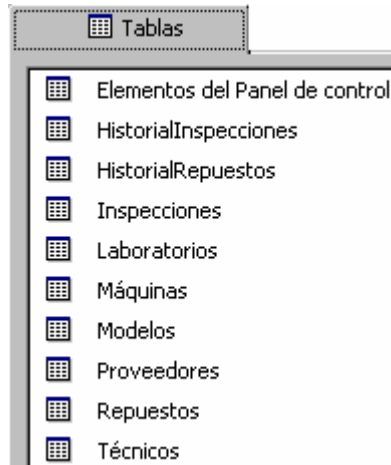 Tablas
Elementos del Panel de control
HistorialInspecciones
HistorialRepuestos
Inspecciones
Laboratorios
Máquinas
Modelos
Proveedores
Repuestos
Técnicos